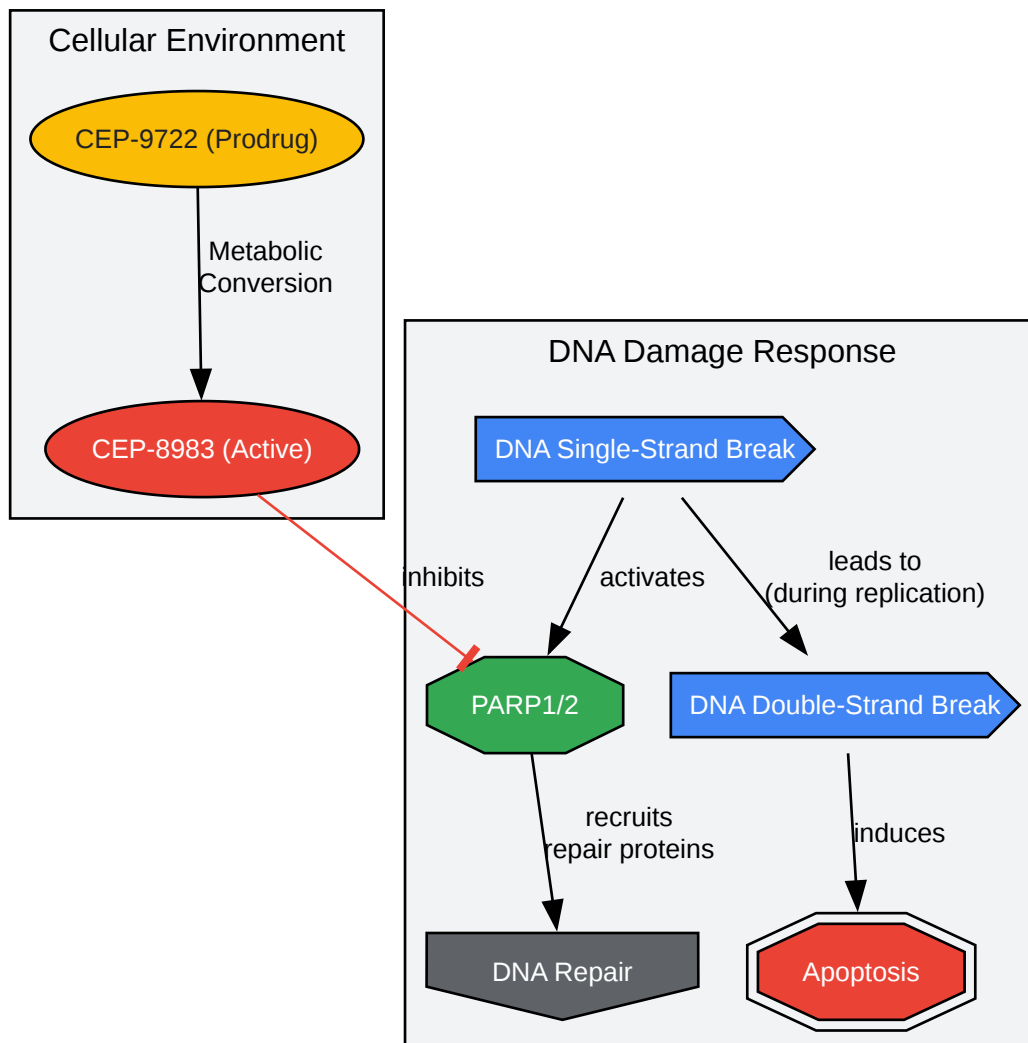 Cellular Environment
CEP-9722 (Prodrug)
Metabolic
Conversion
CEP-8983 (Active)
inhibits
DNA Damage Response
DNA Single-Strand Break
activates
leads to
(during replication)
PARP1/2
DNA Double-Strand Break
recruits
repair proteins
induces
DNA Repair
Apoptosis